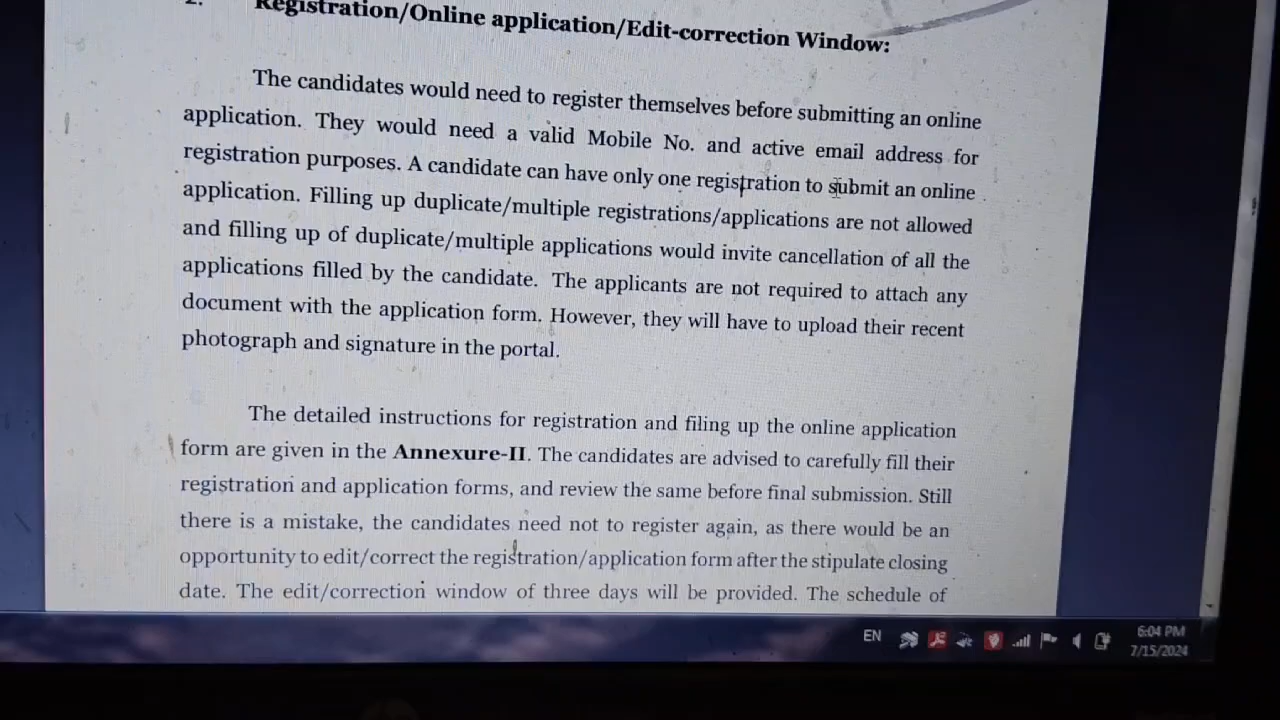 2. Registration/Online application/Edit-correction Window:
The candidates would need to register themselves before submitting an online
application. They would need a valid Mobile No. and active email address for
registration purposes. A candidate can have only one registration to submit an online
application. Filling up duplicate/multiple registrations/applications are not allowed
and filling up of duplicate/multiple applications would invite cancellation of all the
applications filled by the candidate. The applicants are not required to attach any
document with the application form. However, they will have to upload their recent
photograph and signature in the portal.
The detailed instructions for registration and filing up the online application
form are given in the Annexure-II. The candidates are advised to carefully fill their
registration and application forms, and review the same before final submission. Still
there is a mistake, the candidates need not to register again, as there would be an
opportunity to edit/correct the registration/application form after the stipulate closing
date. The edit/correction window of three days will be provided. The schedule of
EN
6:04 PM
7/15/2024